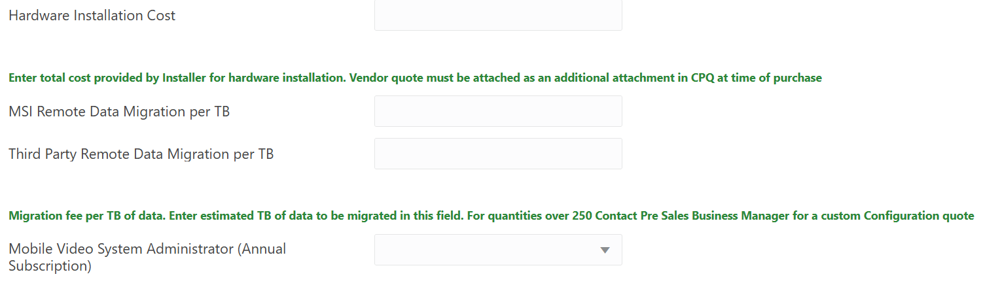 Hardware Installation Cost
Enter total cost provided by Installer for hardware installation. Vendor quote must be attached as an additional attachment in CPQ at time of purchase
MSI Remote Data Migration per TB
Third Party Remote Data Migration per TB
Migration fee per TB of data. Enter estimated TB of data to be migrated in this field. For quantities over 250 Contact Pre Sales Business Manager for a custom Configuration quote
Mobile Video System Administrator (Annual
Subscription)